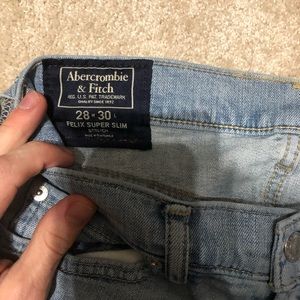 Abercrombie
& Fitch
REG. U.S. PAT. TRADEMARK
QUALITY SINCE 1892
28 30 L
FELIX SUPER SLIM
STRETCH